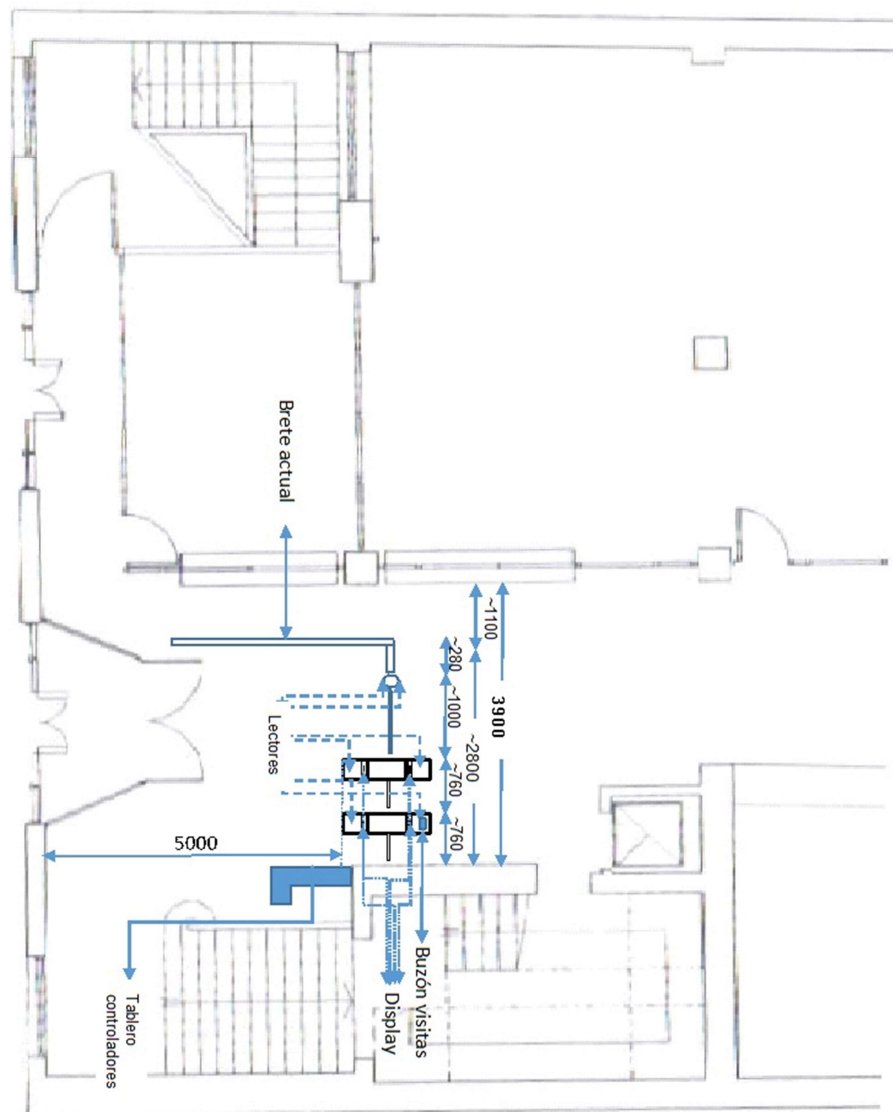 Brete actual
~1100
~280
3900
~1000
~2800
Lectores
~760
~760
5000
Buzón visitas
Display
Tablero
controladores